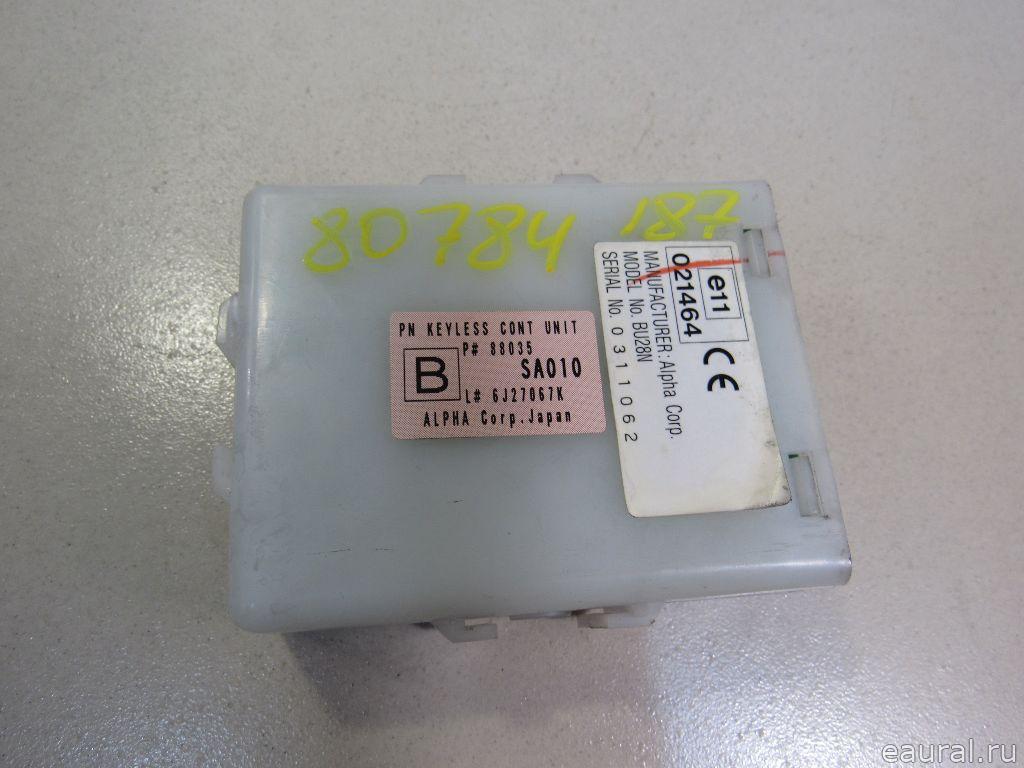 80784 187
PN KEYLESS CONT UNIT
P# 88035
B
SA010
L# 6J27067K
ALPHA Corp.Japan
e11
021464
CE
MANUFACTURER:Alpha Corp.
MODEL No. BU28N
SERIAL No. 0311062
eaural.ru